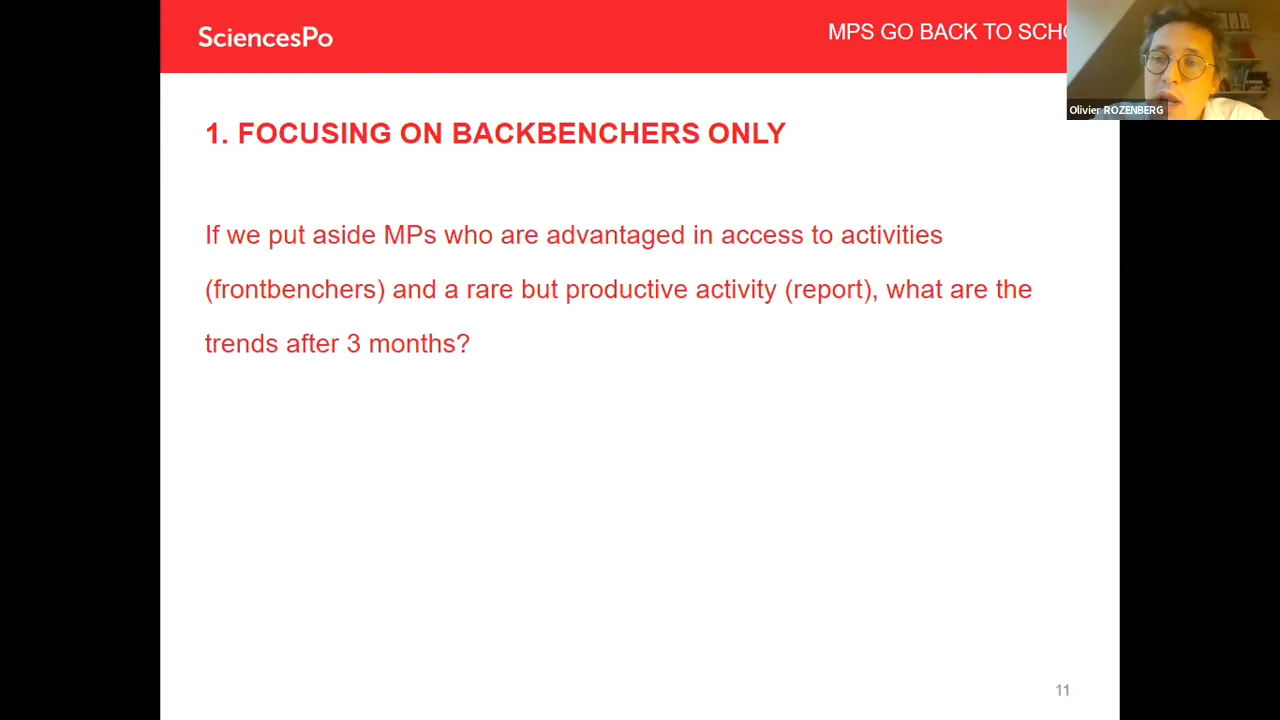 SciencesPo
MPS GO BACK TO
Olivier ROZENBERG
1. FOCUSING ON BACKBENCHERS ONLY
If we put aside MPs who are advantaged in access to activities
(frontbenchers) and a rare but productive activity (report), what are the
trends after 3 months?
11